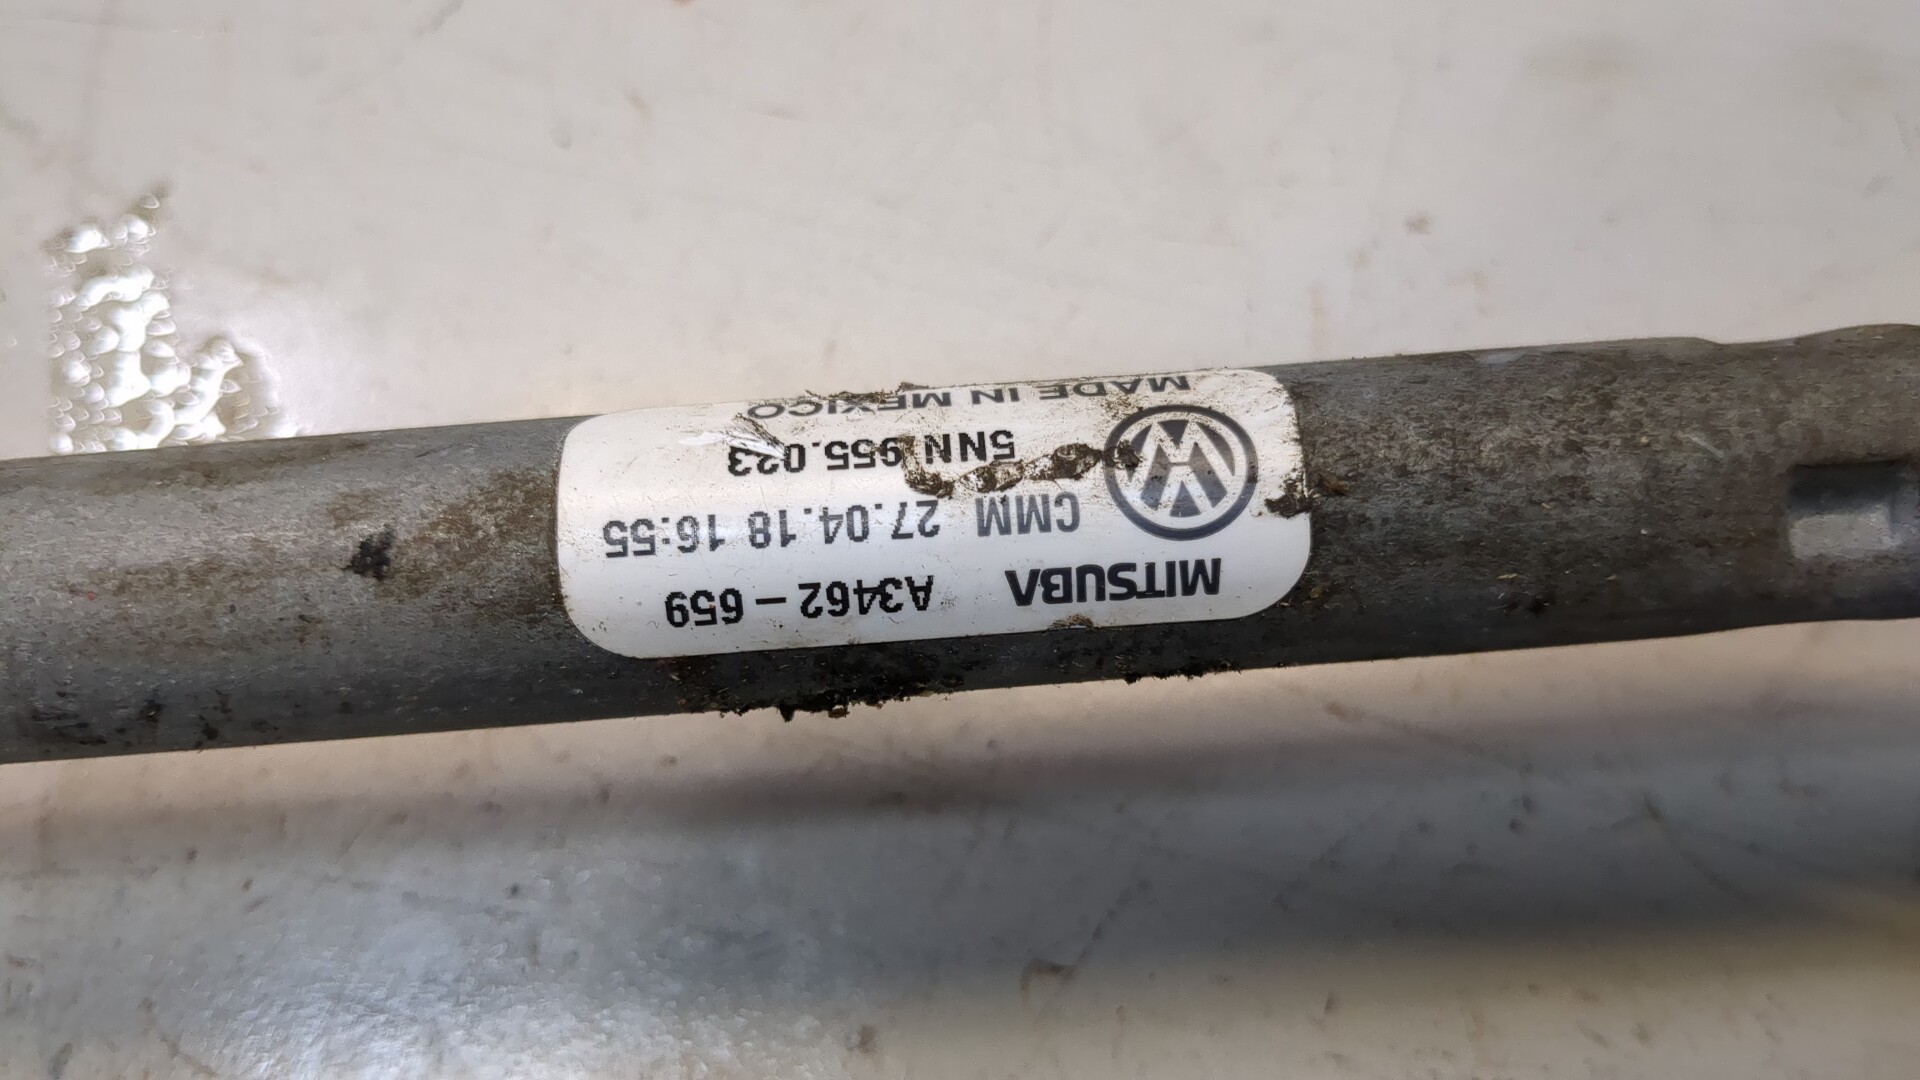 MITSUBA A3462-659
CMM 27.04.18 16:55
5NN 955.023
MADE IN MEXICO